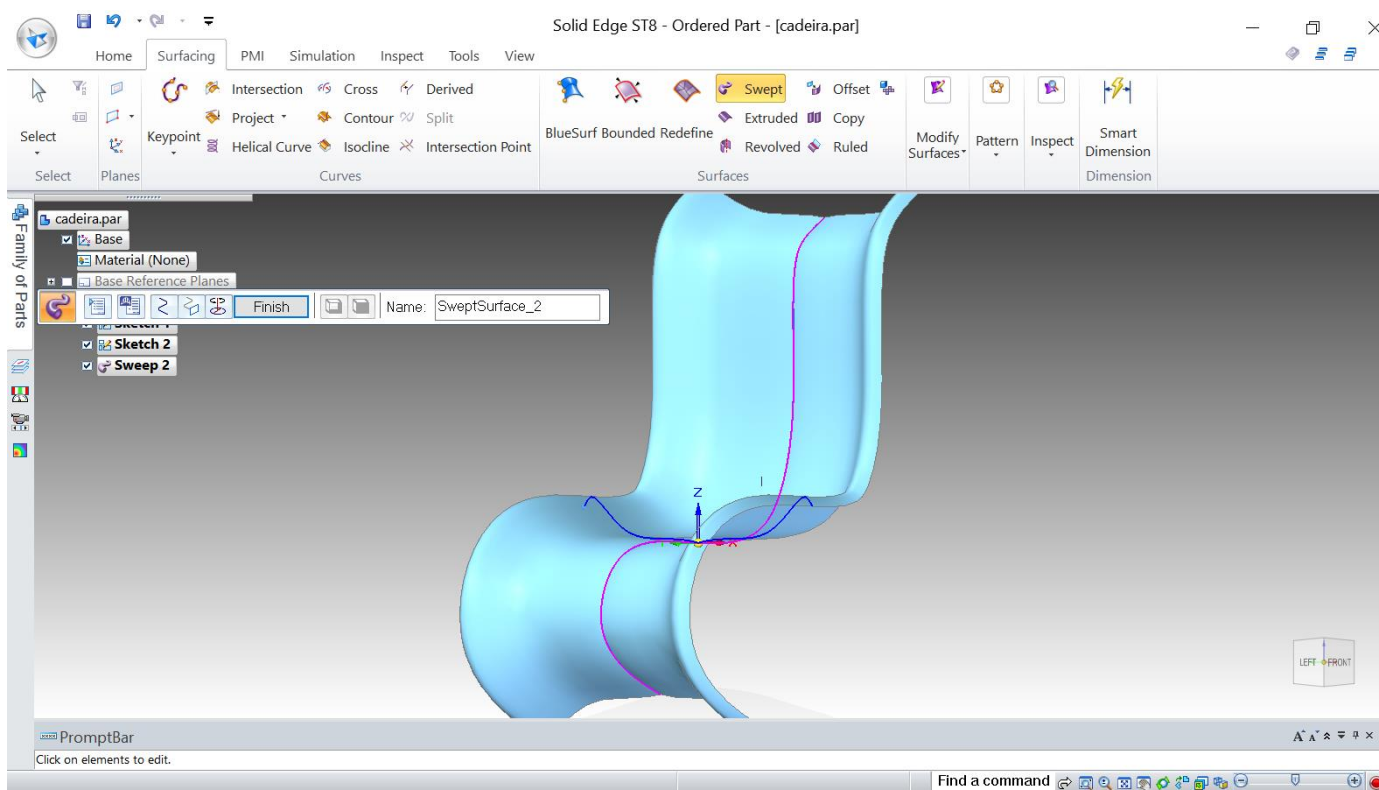 Solid Edge ST8 - Ordered Part - [cadeira.par]
Home Surfacing PMI Simulation Inspect Tools View
Intersection Cross Derived Swept Offset
Project Contour Split Extruded Copy
Helical Curve Isocline Intersection Point Revolved Ruled
Select Keypoint BlueSurf Bounded Redefine Modify Surfaces Pattern Inspect Smart Dimension
Select Planes Curves Surfaces Dimension
Family of Parts
cadeira.par
Base
Material (None)
Base Reference Planes
Finish Name: SweptSurface_2
Sketch 1
Sketch 2
Sweep 2
Z
LEFT FRONT
PromptBar
Click on elements to edit.
Find a command